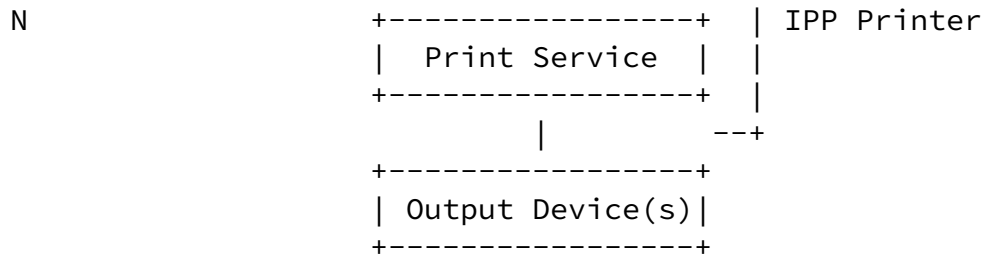 N +-----------------+ | IPP Printer
| Print Service | |
+-----------------+ |
| --+
+-----------------+
| Output Device(s)|
+-----------------+